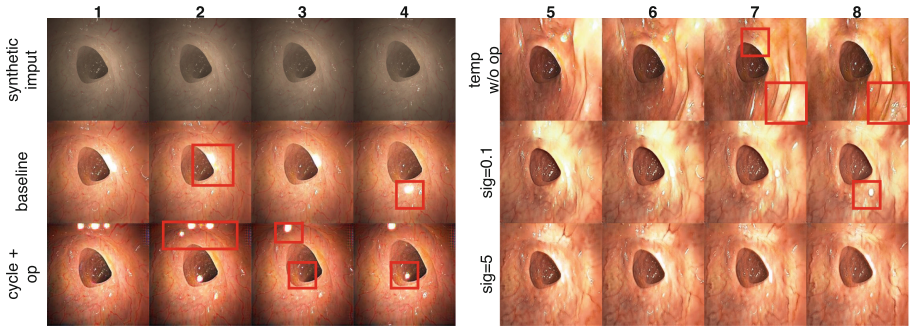 1 2 3 4 5 6 7 8
synthetic
imput
baseline
cycle +
op
temp
w/o op
sig=0.1
sig=5